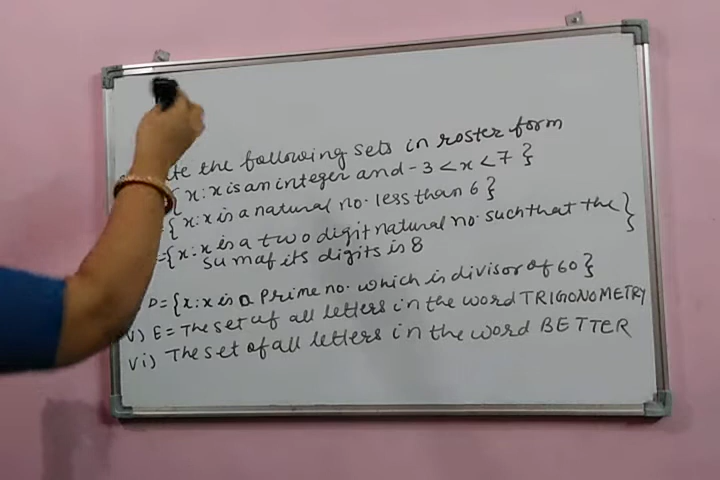 te the following sets in roster form
{x:x is an integer and -3<x<7}
={x:x is a natural no. less than 6}
={x:x is a two digit natural no. such that the
sum of its digits is 8}
D={x:x is a Prime no. which is divisor of 60}
v) E=The set of all letters in the word TRIGONOMETRY
vi) The set of all letters in the word BETTER